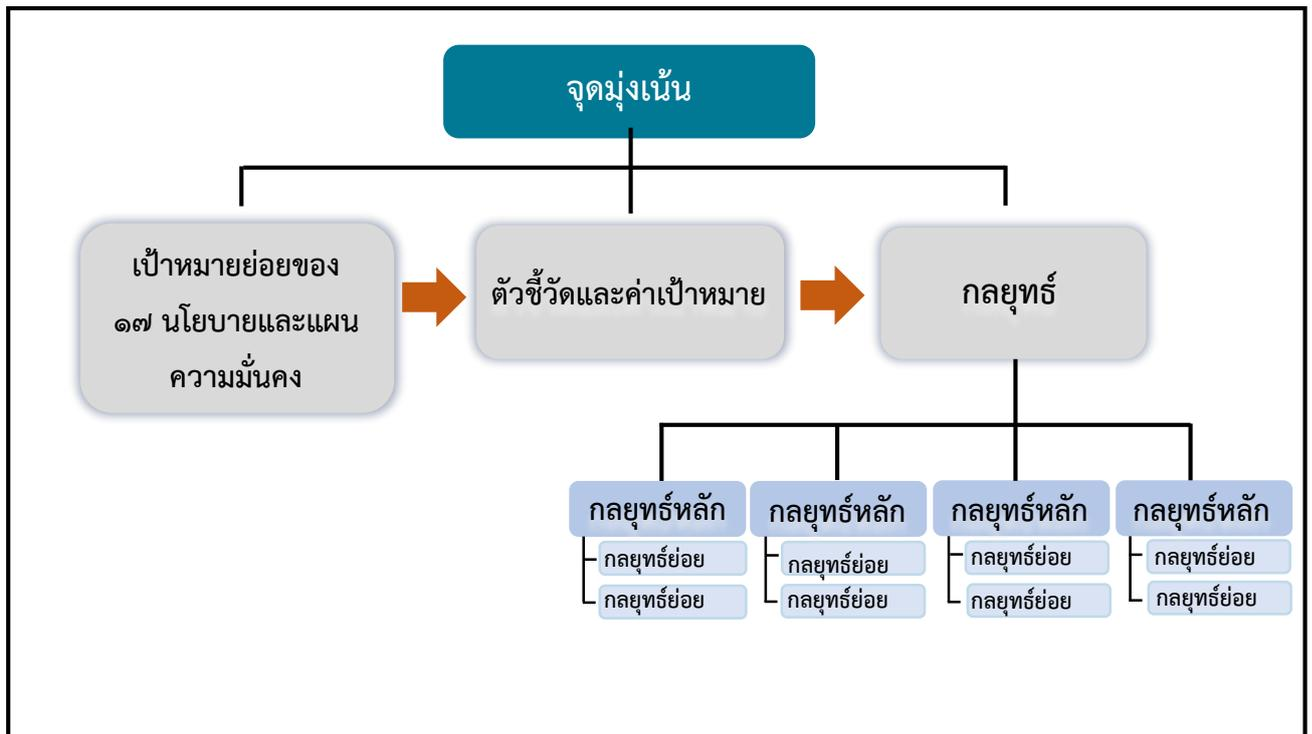 จุดมุ่งเน้น
เป้าหมายย่อยของ
๑๗ นโยบายและแผน
ความมั่นคง
ตัวชี้วัดและค่าเป้าหมาย
กลยุทธ์
กลยุทธ์หลัก
กลยุทธ์ย่อย
กลยุทธ์ย่อย
กลยุทธ์หลัก
กลยุทธ์ย่อย
กลยุทธ์ย่อย
กลยุทธ์หลัก
กลยุทธ์ย่อย
กลยุทธ์ย่อย
กลยุทธ์หลัก
กลยุทธ์ย่อย
กลยุทธ์ย่อย